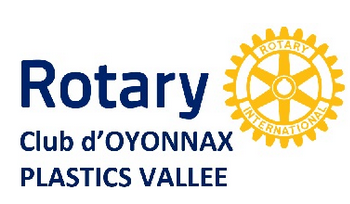 Rotary
ROTARY
INTERNATIONAL
Club d'OYONNAX
PLASTICS VALLEE